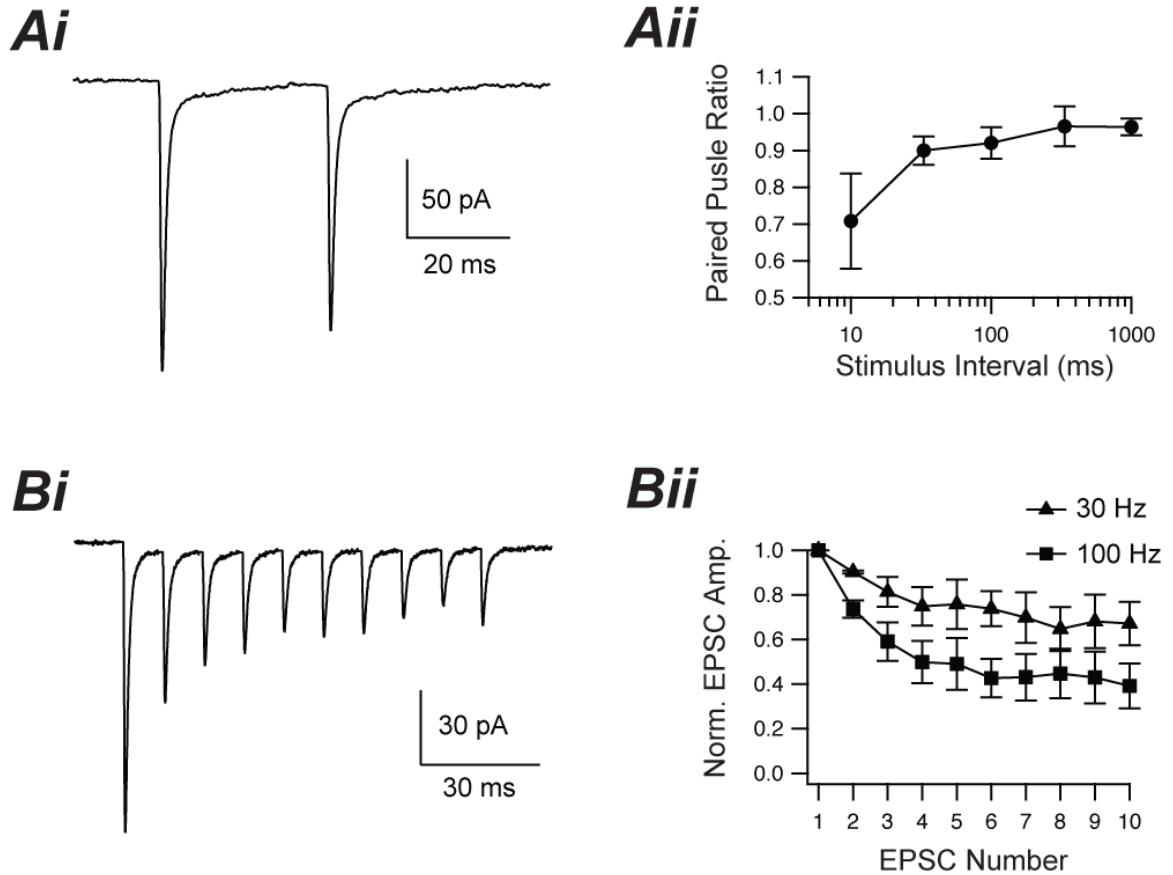 Ai
50 pA
20 ms
Aii
Paired Pusle Ratio
1.1
1.0
0.9
0.8
0.7
0.6
0.5
10 100 1000
Stimulus Interval (ms)
Bi
30 pA
30 ms
Bii
30 Hz
100 Hz
Norm. EPSC Amp.
1.0
0.8
0.6
0.4
0.2
0.0
1 2 3 4 5 6 7 8 9 10
EPSC Number